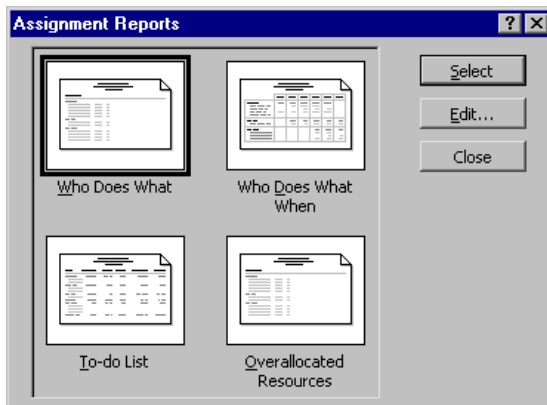 Assignment Reports
Select
Edit...
Close
Who Does What
Who Does What
When
To-do List
Overallocated
Resources